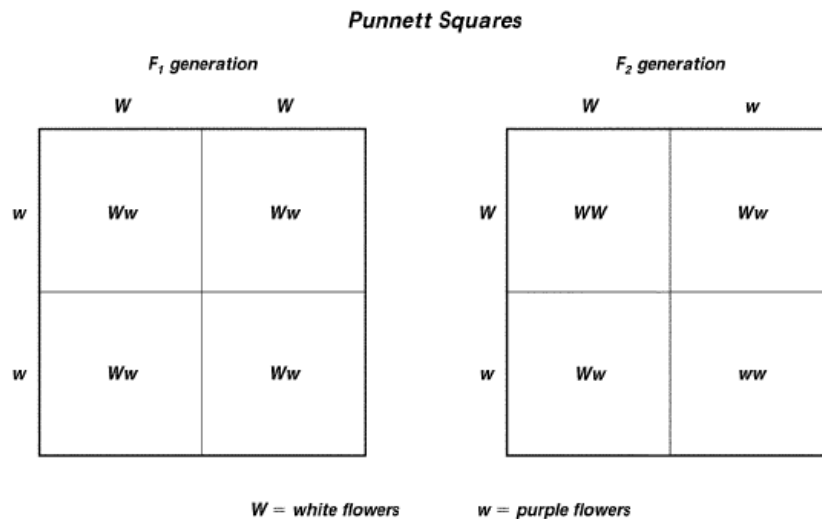 Punnett Squares
F1 generation
W W
w Ww Ww
w Ww Ww
F2 generation
W w
W WW Ww
w Ww ww
W = white flowers w = purple flowers